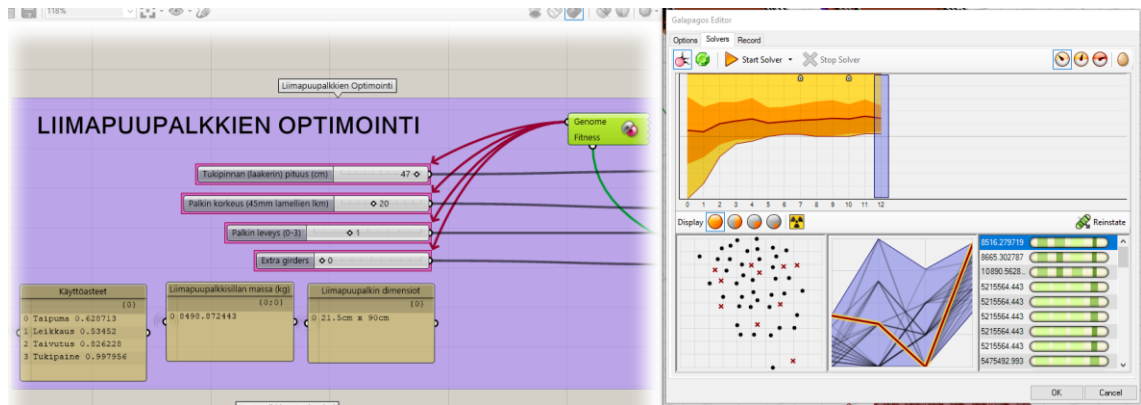 118%
Liimapuupalkkien Optimointi
LIIMAPUUPALKKIEN OPTIMOINTI
Genome
Fitness
Tukipinnan (laakerin) pituus (cm) 47
Palkin korkeus (45mm lamellien lkm) 20
Palkin leveys (0-3) 1
Extra girders 0
Käyttöasteet
{0}
0 Taipuma 0.628713
1 Leikkaus 0.53452
2 Taivutus 0.826228
3 Tukipaine 0.997956
Liimapuupalkkisillan massa (kg)
{0;0}
0 8498.872443
Liimapuupalkin dimensiot
{0}
0 21.5cm x 90cm
Galapagos Editor
Options Solvers Record
Start Solver Stop Solver
0 1 2 3 4 5 6 7 8 9 10 11 12
Display
Reinstate
8516.279719
8665.302787
10890.5628...
5215564.443
5215564.443
5215564.443
5215564.443
5215564.443
5475492.993
OK Cancel